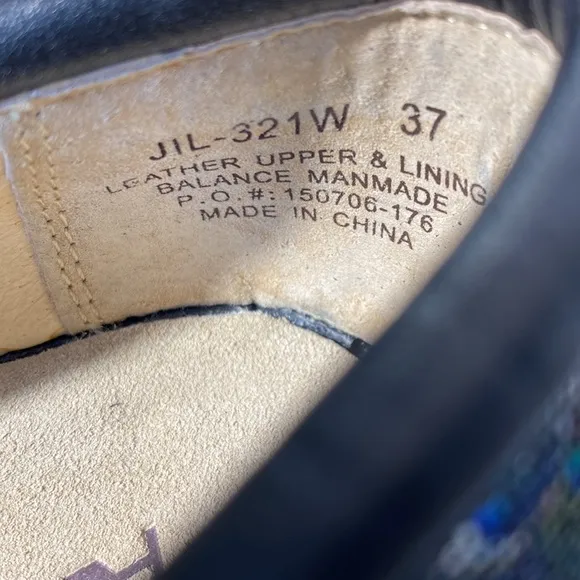 JIL-321W 37
LEATHER UPPER & LINING
BALANCE MANMADE
P.O.#: 150706-176
MADE IN CHINA